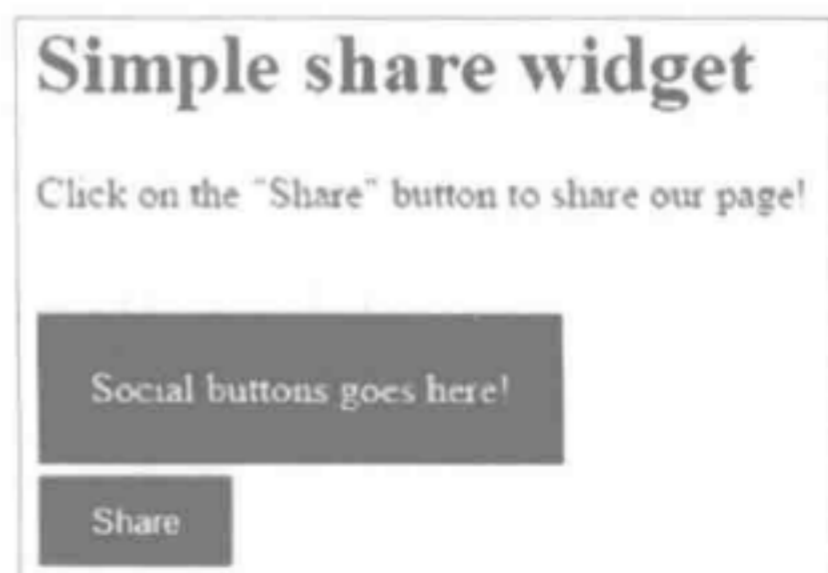 Simple share widget
Click on the "Share" button to share our page!
Social buttons goes here!
Share